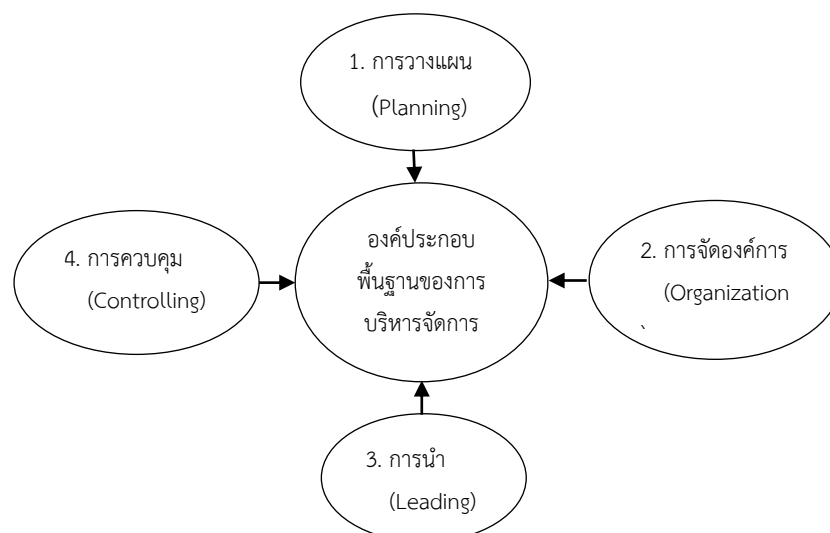 1. การวางแผน
(Planning)
องค์ประกอบ
พื้นฐานของการ
บริหารจัดการ
2. การจัดองค์การ
(Organization
3. การนำ
(Leading)
4. การควบคุม
(Controlling)